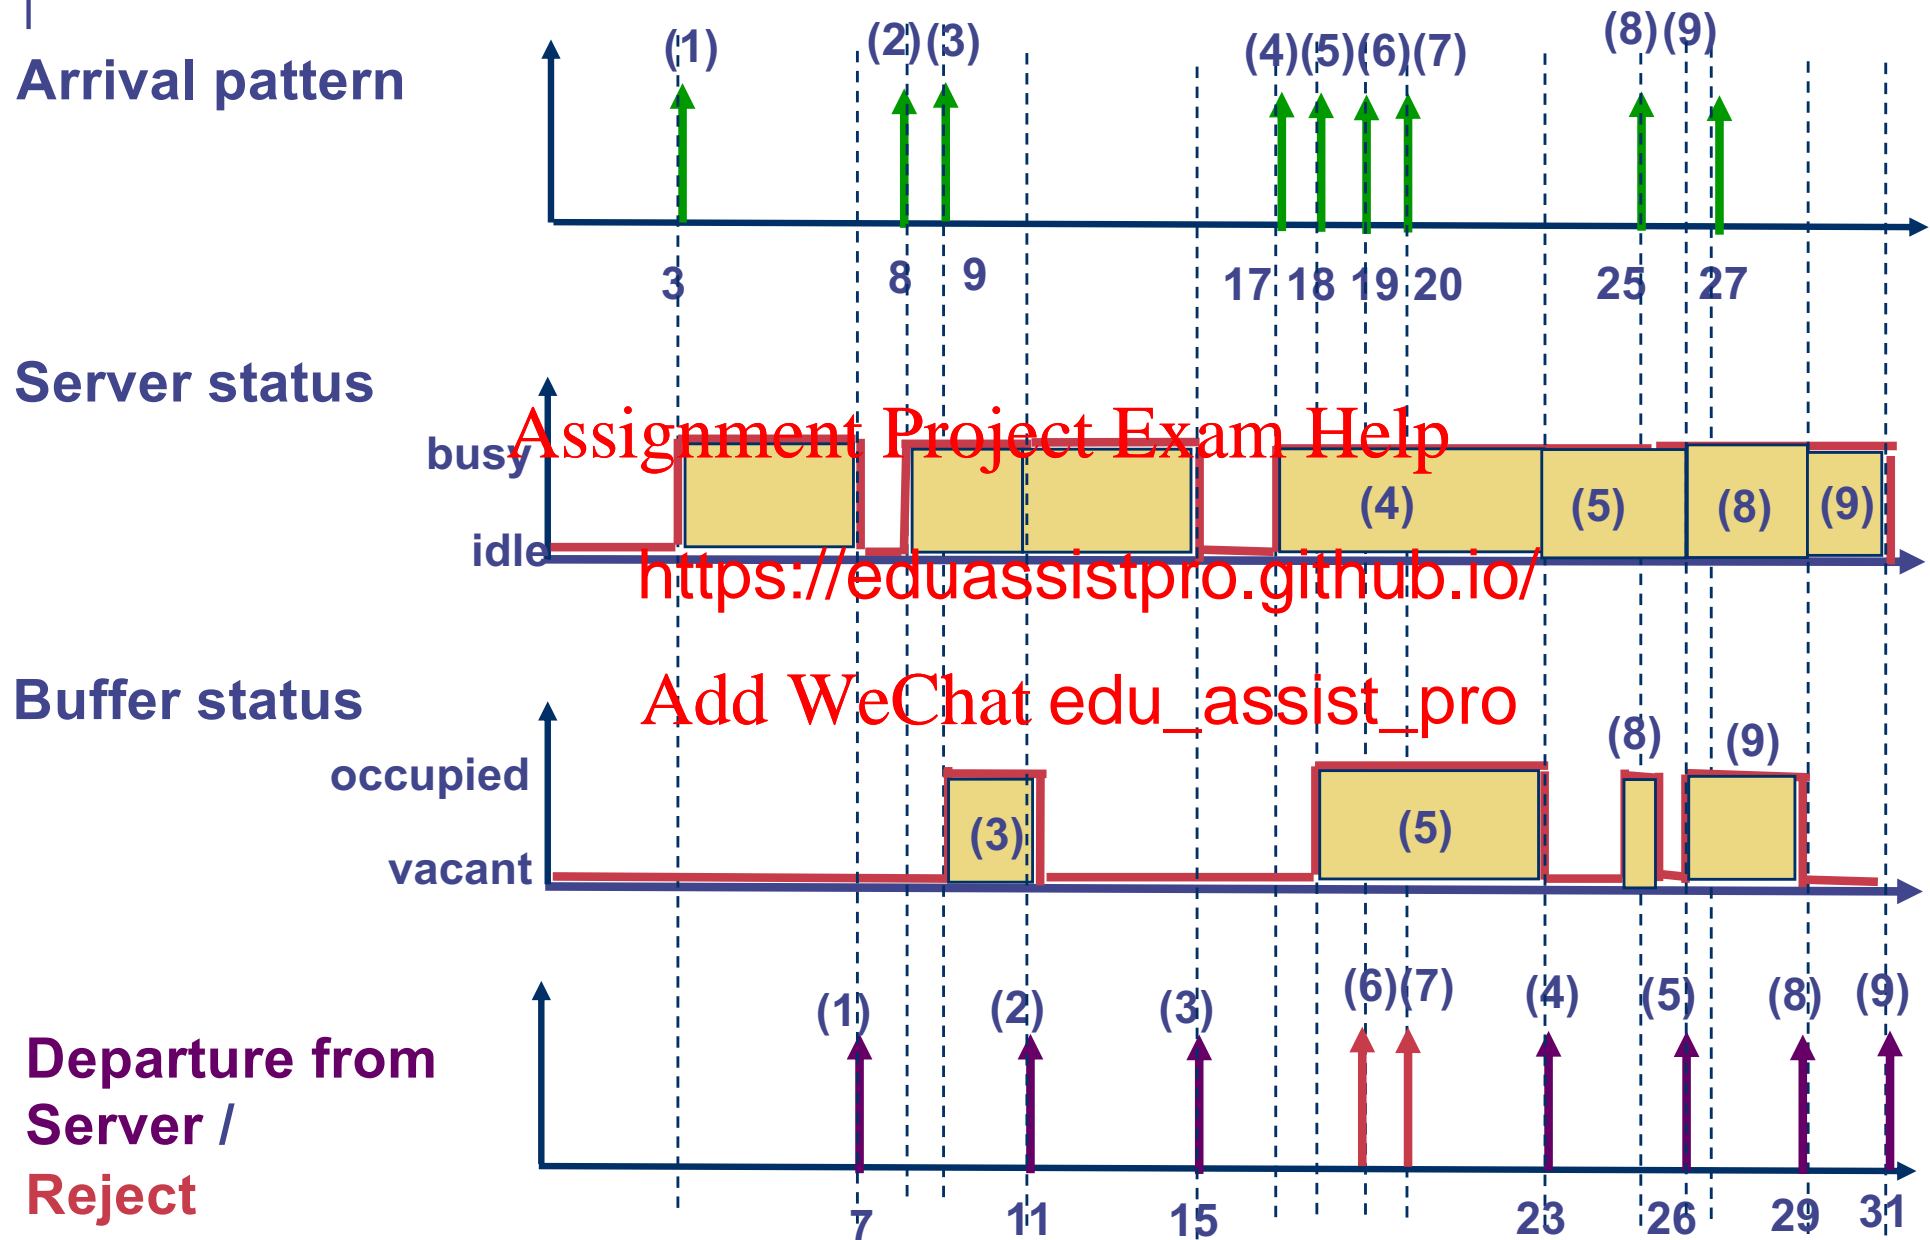 (1) (2) (3) (4) (5) (6) (7) (8) (9)
Arrival pattern
3 8 9 17 18 19 20 25 27
Server status
Assignment Project Exam Help
busy
(4) (5) (8) (9)
idle
https://eduassistpro.github.io/
Buffer status
Add WeChat edu_assist_pro
(8) (9)
occupied
(3) (5)
vacant
(1) (2) (3) (6) (7) (4) (5) (8) (9)
Departure from
Server /
Reject
7 11 15 23 26 29 31